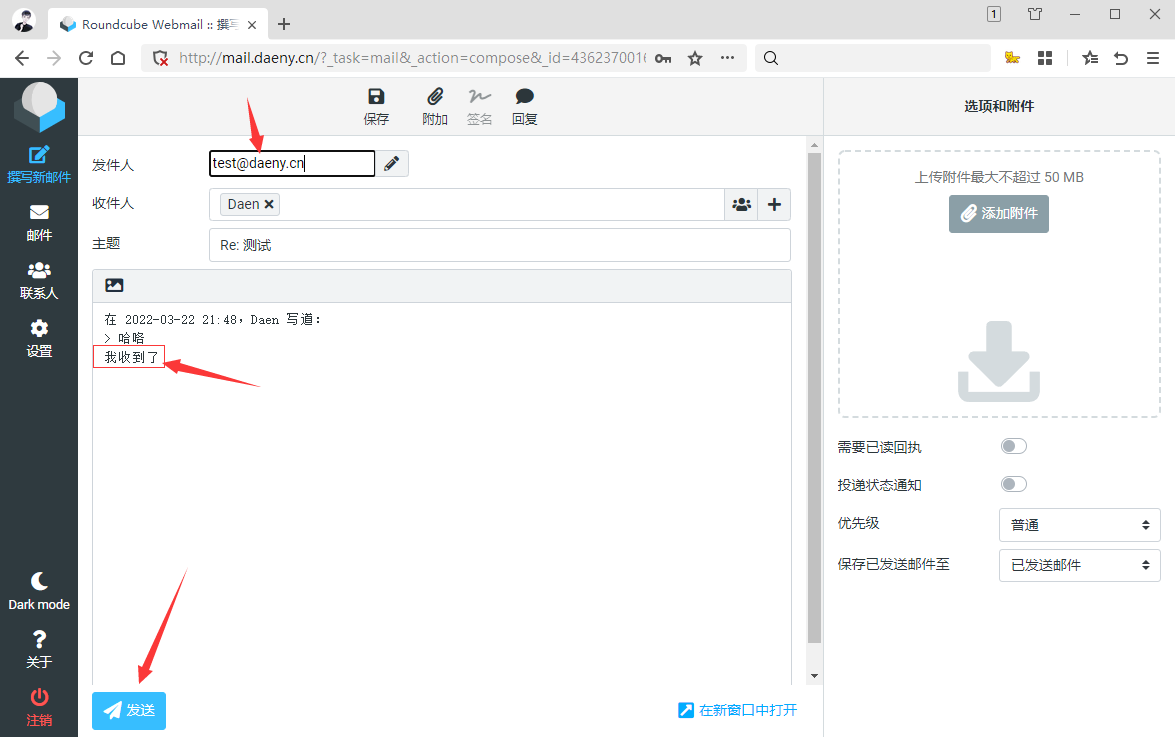 Roundcube Webmail :: 撰写
1
http://mail.daeny.cn/?_task=mail&_action=compose&_id=4362370016
撰写新邮件
邮件
联系人
设置
Dark mode
关于
注销
保存
附加
签名
回复
发件人
test@daeny.cn
收件人
Daen
主题
Re: 测试
在 2022-03-22 21:48，Daen 写道：
> 哈咯
我收到了
发送
在新窗口中打开
选项和附件
上传附件最大不超过 50 MB
添加附件
需要已读回执
投递状态通知
优先级
普通
保存已发送邮件至
已发送邮件